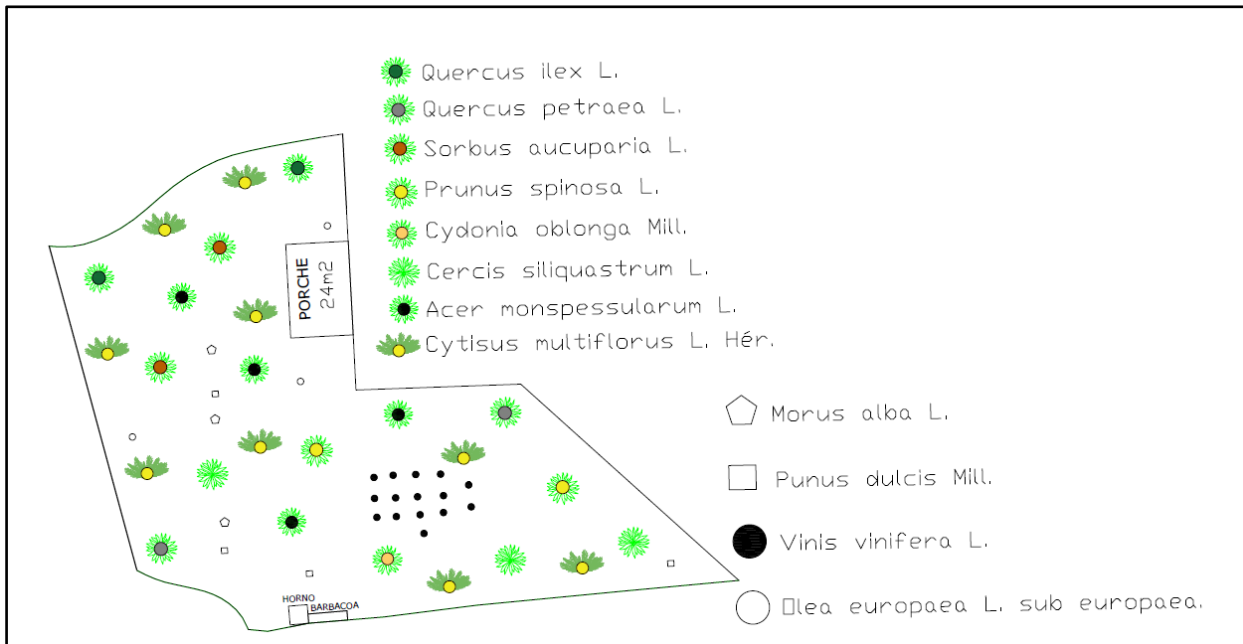 Quercus ilex L.
Quercus petraea L.
Sorbus aucuparia L.
Prunus spinosa L.
Cydonia oblonga Mill.
Cercis siliquastrum L.
Acer monspessularum L.
Cytisus multiflorus L. Hér.
PORCHE
24m2
Morus alba L.
Punus dulcis Mill.
Vinis vinifera L.
□lea europaea L. sub europaea.
HORNO
BARBACOA